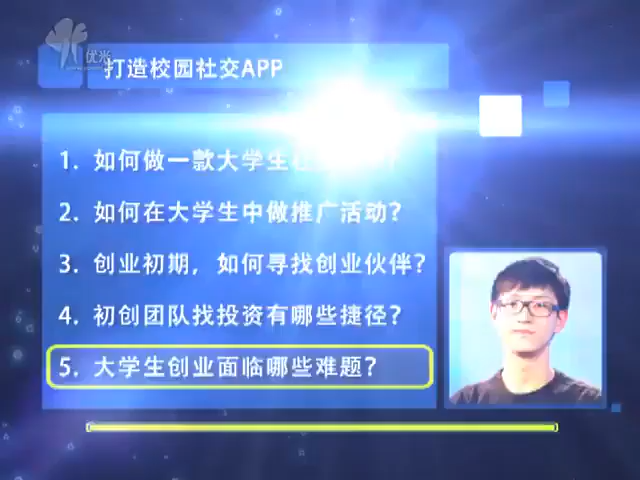 优米
打造校园社交APP
1. 如何做一款大学生
2. 如何在大学生中做推广活动?
3. 创业初期，如何寻找创业伙伴?
4. 初创团队找投资有哪些捷径?
5. 大学生创业面临哪些难题?